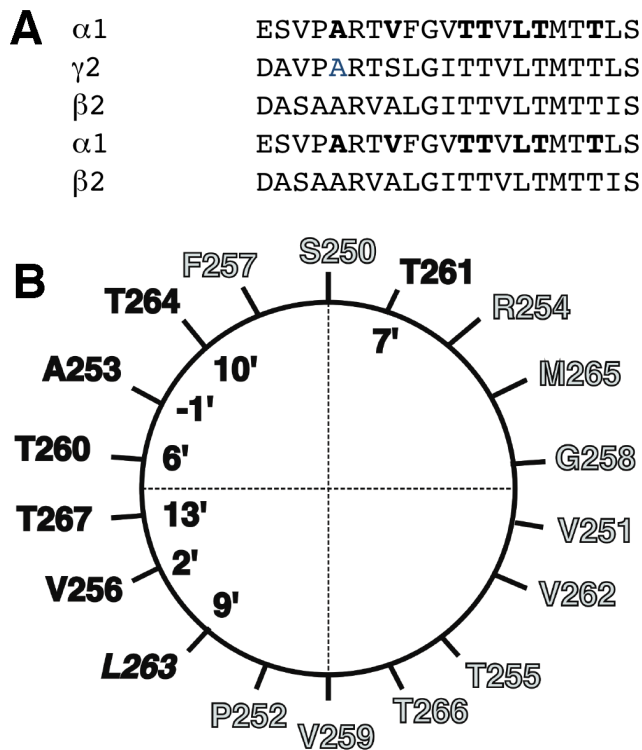 A
α1 ESVPARTVFGVTTVLTMTTLS
γ2 DAVPARTSLGITTVLTMTTLS
β2 DASAARVALGITTVLTMTTIS
α1 ESVPARTVFGVTTVLTMTTLS
β2 DASAARVALGITTVLTMTTIS
B
S250
F257
T261
T264
R254
7'
10'
A253
M265
-1'
T260
6'
G258
T267
13'
V251
2'
V256
V262
9'
L263
T255
P252
T266
V259